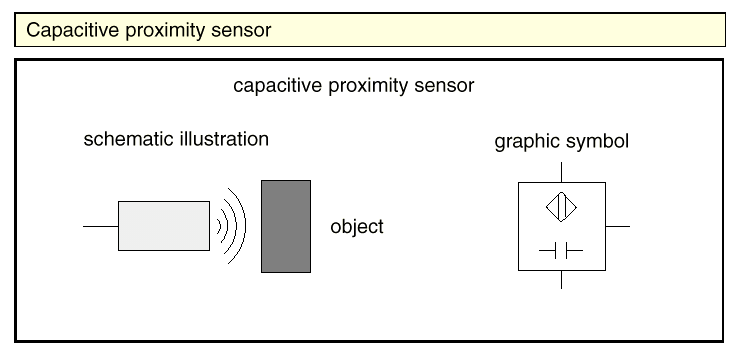 Capacitive proximity sensor
capacitive proximity sensor
schematic illustration
graphic symbol
object